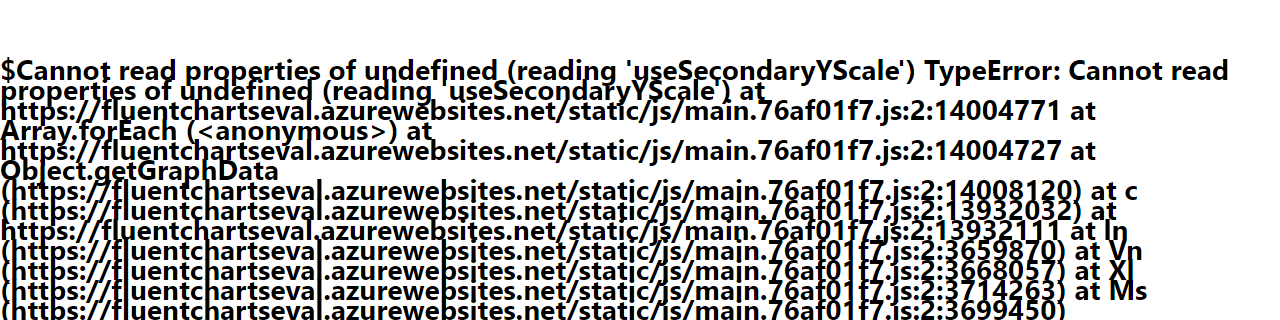 $Cannot read properties of undefined (reading 'useSecondaryYScale') TypeError: Cannot read
properties of undefined (reading 'useSecondaryYScale') at
https://fluentchartseval.azurewebsites.net/static/js/main.76af01f7.js:2:14004771 at
Array.forEach (<anonymous>) at
https://fluentchartseval.azurewebsites.net/static/js/main.76af01f7.js:2:14004727 at
Object.getGraphData
(https://fluentchartseval.azurewebsites.net/static/js/main.76af01f7.js:2:14008120) at c
(https://fluentchartseval.azurewebsites.net/static/js/main.76af01f7.js:2:13932032) at
https://fluentchartseval.azurewebsites.net/static/js/main.76af01f7.js:2:13932111 at In
(https://fluentchartseval.azurewebsites.net/static/js/main.76af01f7.js:2:3659870) at Vn
(https://fluentchartseval.azurewebsites.net/static/js/main.76af01f7.js:2:3668057) at Xl
(https://fluentchartseval.azurewebsites.net/static/js/main.76af01f7.js:2:3714263) at Ms
(https://fluentchartseval.azurewebsites.net/static/js/main.76af01f7.js:2:3699450)